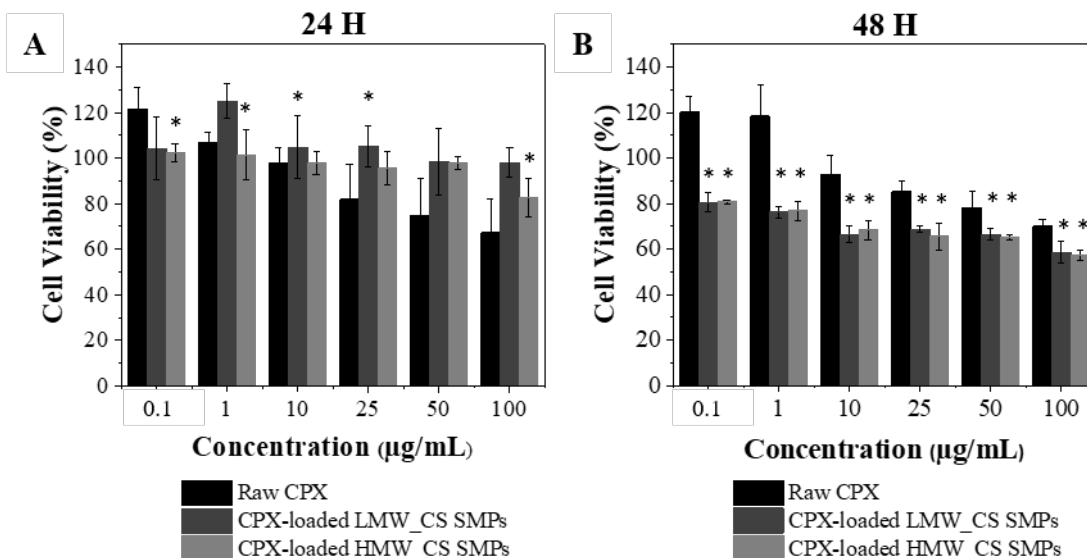 A
24 H
Cell Viability (%)
140
120
100
80
60
40
20
0
* * * * *
0.1 1 10 25 50 100
Concentration (μg/mL)
Raw CPX
CPX-loaded LMW_CS SMPs
CPX-loaded HMW_CS SMPs
B
48 H
Cell Viability (%)
140
120
100
80
60
40
20
0
* * * * * * * * * * * *
0.1 1 10 25 50 100
Concentration (μg/mL)
Raw CPX
CPX-loaded LMW_CS SMPs
CPX-loaded HMW_CS SMPs